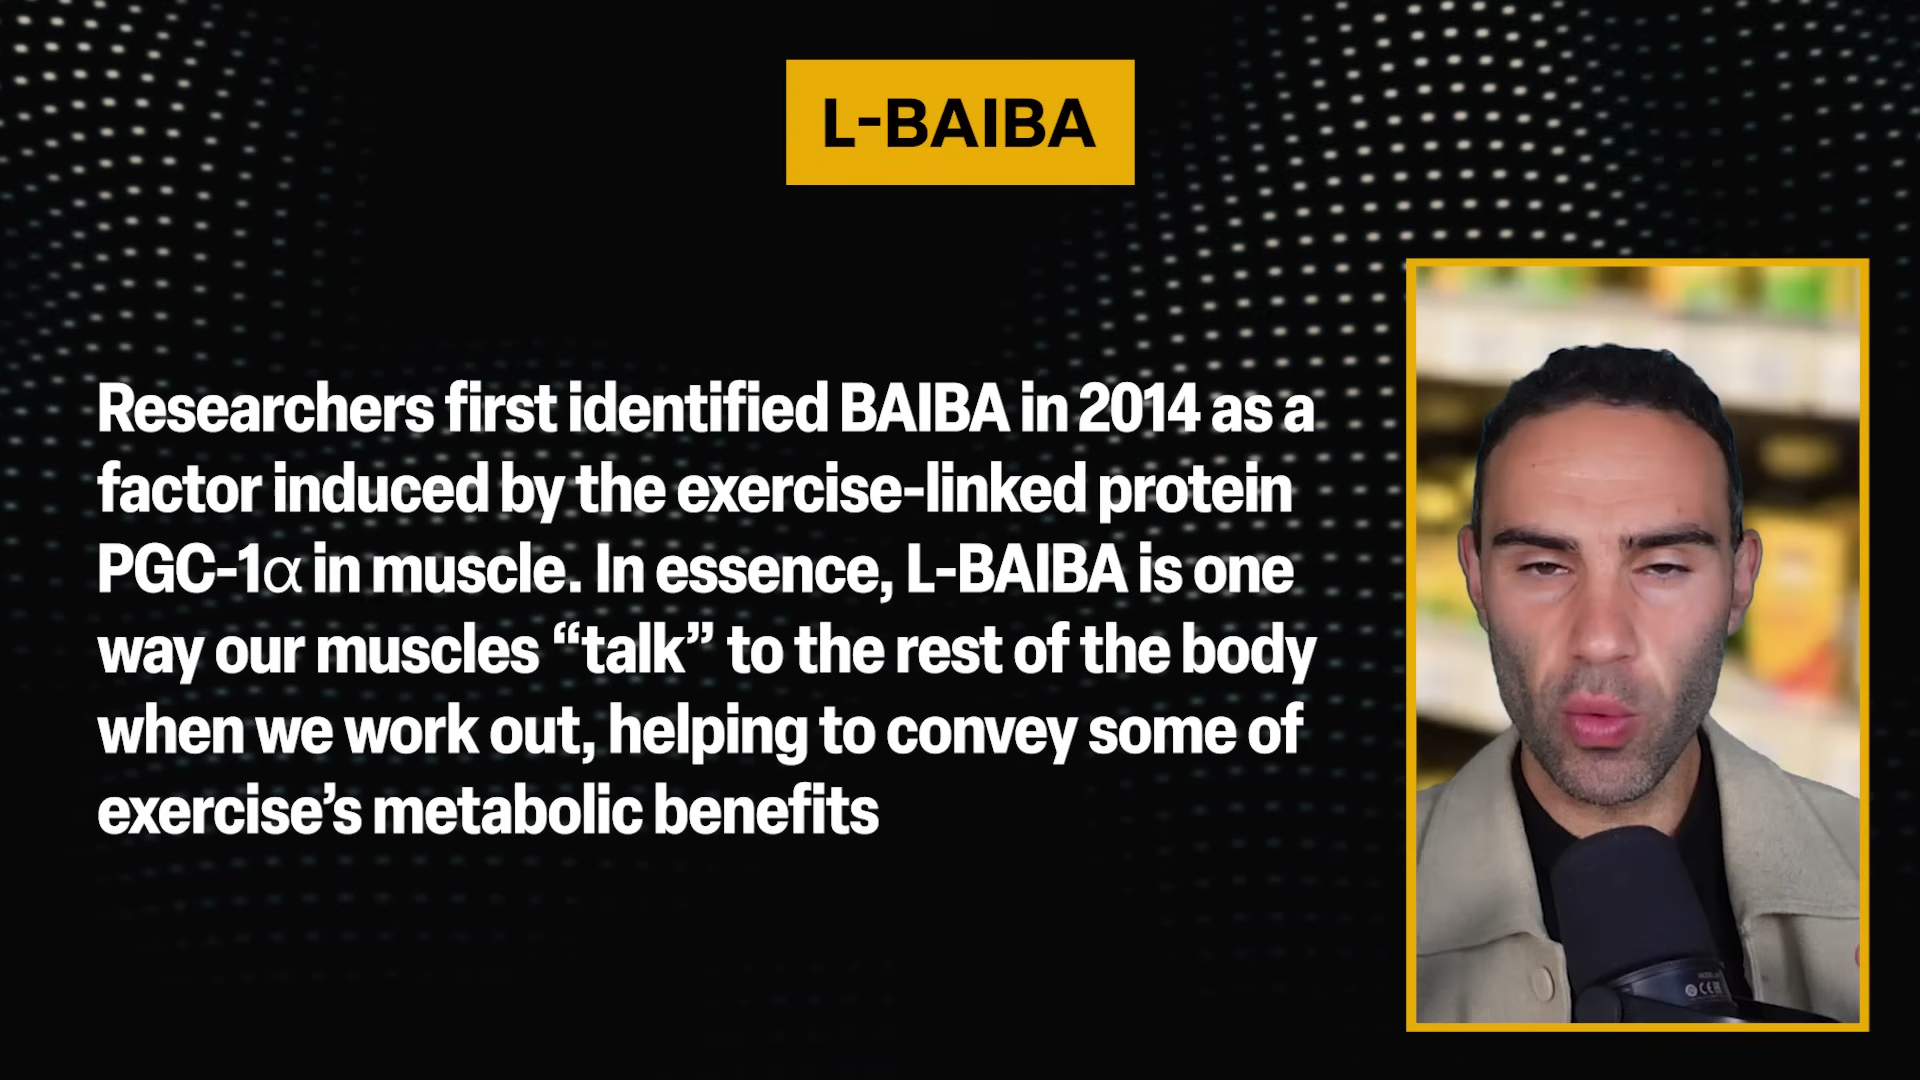 L-BAIBA
Researchers first identified BAIBA in 2014 as a
factor induced by the exercise-linked protein
PGC-1α in muscle. In essence, L-BAIBA is one
way our muscles “talk” to the rest of the body
when we work out, helping to convey some of
exercise’s metabolic benefits